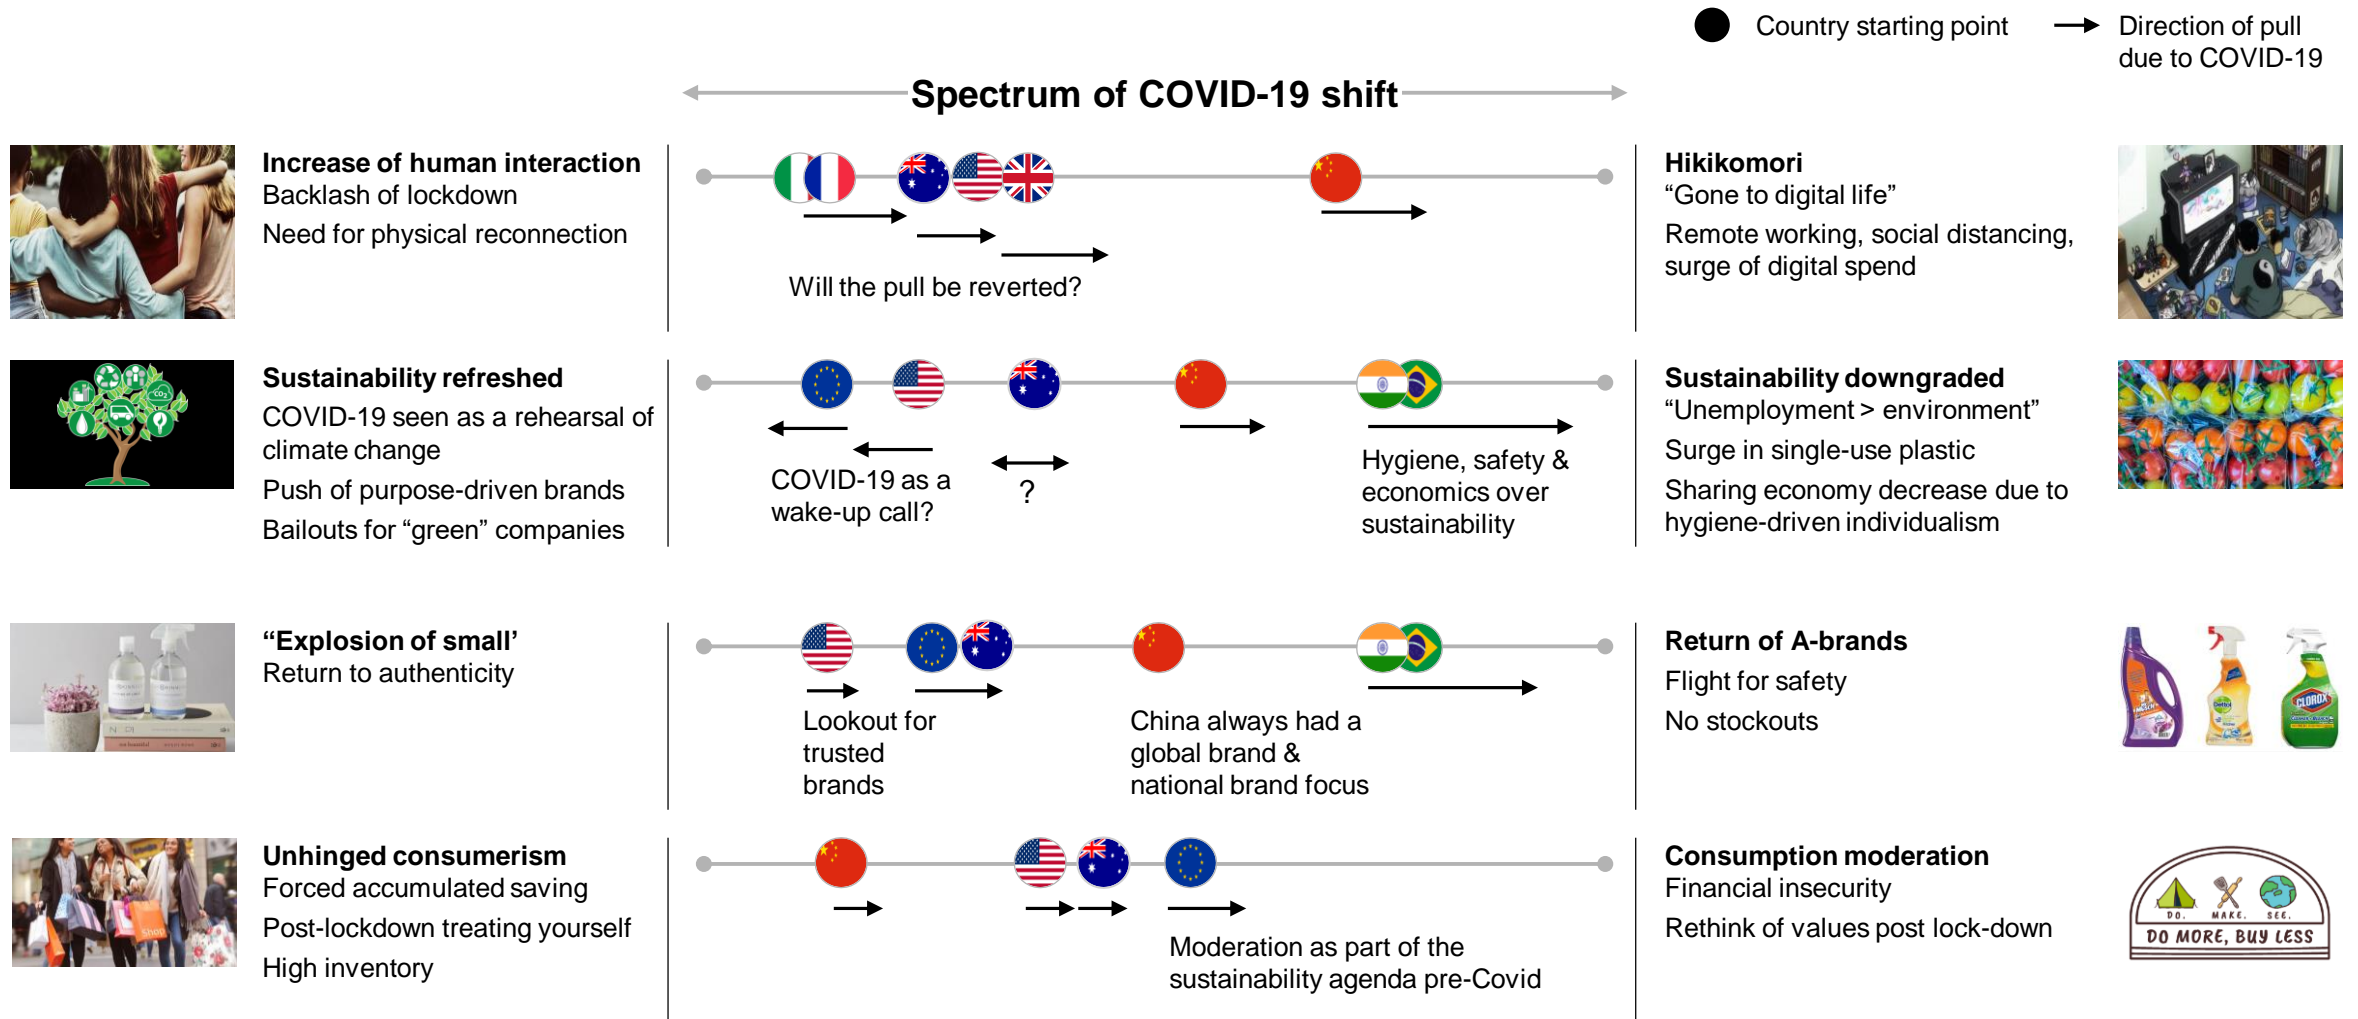 Country starting point
Direction of pull
due to COVID-19
Spectrum of COVID-19 shift
Increase of human interaction
Backlash of lockdown
Need for physical reconnection
Will the pull be reverted?
Hikikomori
“Gone to digital life”
Remote working, social distancing,
surge of digital spend
CO2
Sustainability refreshed
COVID-19 seen as a rehearsal of
climate change
Push of purpose-driven brands
Bailouts for “green” companies
COVID-19 as a
wake-up call?
?
Hygiene, safety &
economics over
sustainability
Sustainability downgraded
“Unemployment > environment”
Surge in single-use plastic
Sharing economy decrease due to
hygiene-driven individualism
“Explosion of small’
Return to authenticity
Lookout for
trusted
brands
China always had a
global brand &
national brand focus
Return of A-brands
Flight for safety
No stockouts
Dettol
CLOROX
Shop
Unhinged consumerism
Forced accumulated saving
Post-lockdown treating yourself
High inventory
Moderation as part of the
sustainability agenda pre-Covid
Consumption moderation
Financial insecurity
Rethink of values post lock-down
DO. MAKE. SEE.
DO MORE, BUY LESS